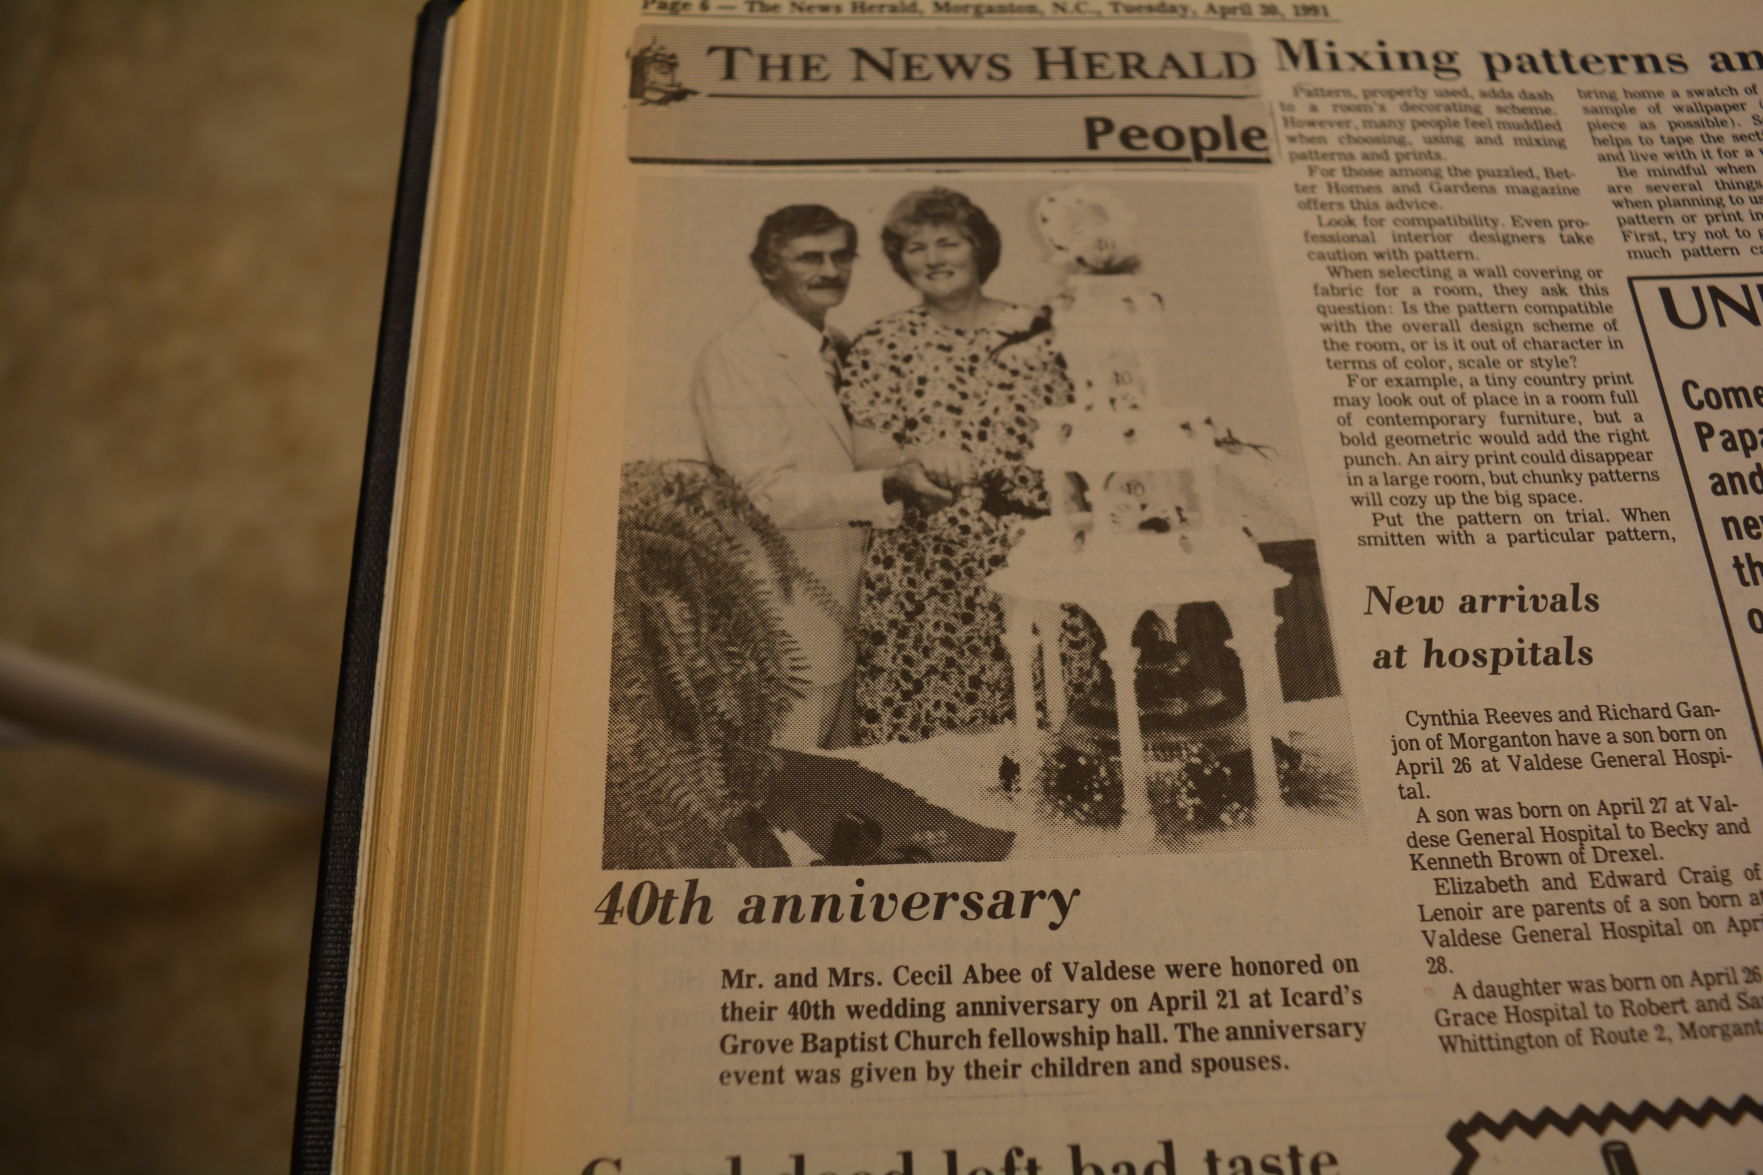 Page 6 — The News Herald, Morganton, N.C., Tuesday, April 30, 1991
THE NEWS HERALD
People
40th anniversary
Mr. and Mrs. Cecil Abee of Valdese were honored on
their 40th wedding anniversary on April 21 at Icard's
Grove Baptist Church fellowship hall. The anniversary
event was given by their children and spouses.
left bad taste
Mixing patterns
Pattern, properly used, adds dash
to a room's decorating scheme.
However, many people feel muddled
when choosing, using and mixing
patterns and prints.
For those among the puzzled, Bet-
ter Homes and Gardens magazine
offers this advice.
Look for compatibility. Even pro-
fessional interior designers take
caution with pattern.
When selecting a wall covering or
fabric for a room, they ask this
question: Is the pattern compatible
with the overall design scheme of
the room, or is it out of character in
terms of color, scale or style?
For example, a tiny country print
may look out of place in a room full
of contemporary furniture, but a
bold geometric would add the right
punch. An airy print could disappear
in a large room, but chunky patterns
will cozy up the big space.
Put the pattern on trial. When
smitten with a particular pattern,
bring home a swatch of
sample of wallpaper
piece as possible).
helps to tape the
and live with it for a
Be mindful when
are several things
when planning to
pattern or print in
First, try not to
much pattern
New arrivals
at hospitals
Cynthia Reeves and Richard Gan-
jon of Morganton have a son born on
April 26 at Valdese General Hospi-
tal.
A son was born on April 27 at Val-
dese General Hospital to Becky and
Kenneth Brown of Drexel.
Elizabeth and Edward Craig of
Lenoir are parents of a son born at
Valdese General Hospital on
28.
A daughter was born on April 26
Grace Hospital to Robert and
Whittington of Route 2,
Come
and